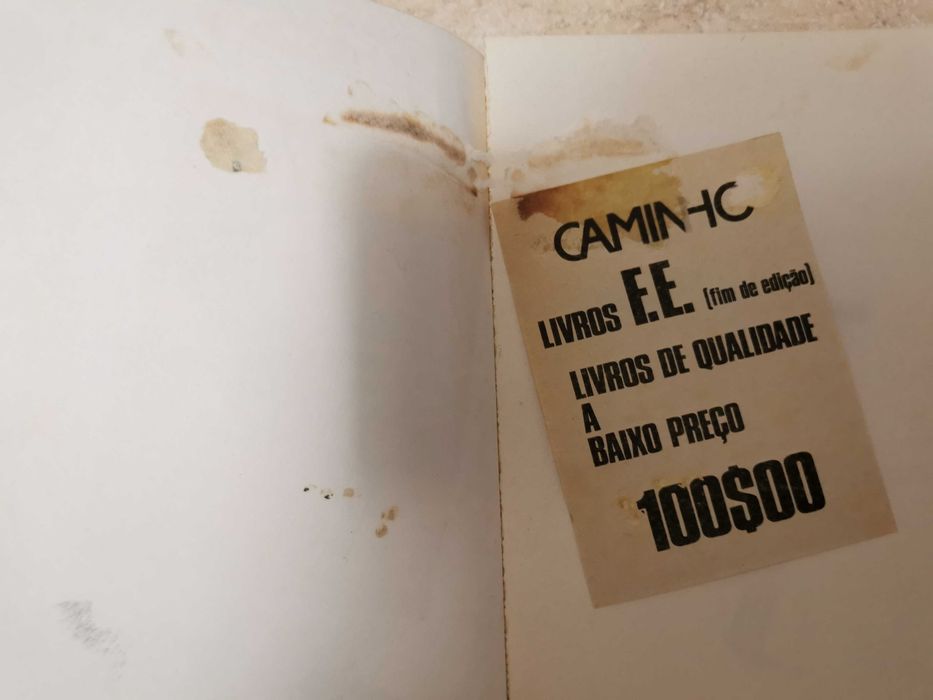 CAMINHO
LIVROS F.E. (fim de edição)
LIVROS DE QUALIDADE
A
BAIXO PREÇO
100$00